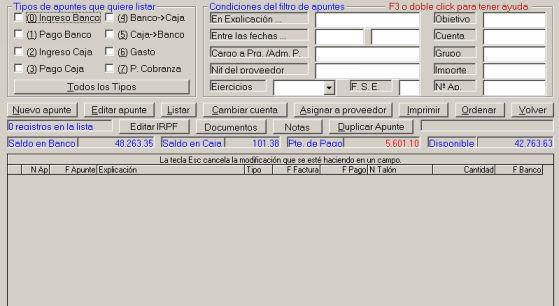 Tipos de apuntes que quiere listar
(0) Ingreso Banco (4) Banco->Caja
(1) Pago Banco (5) Caja->Banco
(2) Ingreso Caja (6) Gasto
(3) Pago Caja (7) P. Cobranza
Todos los Tipos
Condiciones del filtro de apuntes F3 o doble click para tener ayuda
En Explicación ... Objetivo
Entre las fechas ... Cuenta
Cargo a Prg. /Adm. P. Grupo
Nif del proveedor Importe
Ejercicios F. S. E. Nº Ap.
Nuevo apunte Editar apunte Listar Cambiar cuenta Asignar a proveedor Imprimir Ordenar Volver
0 registros en la lista Editar IRPF Documentos Notas Duplicar Apunte
Saldo en Banco 48.263.35 Saldo en Caja 101.38 Pte. de Pago 5.601.10 Disponible 42.763.63
La tecla Esc cancela la modificación que se esté haciendo en un campo.
N Ap F Apunte Explicación Tipo F Factura F Pago N Talón Cantidad F Banco